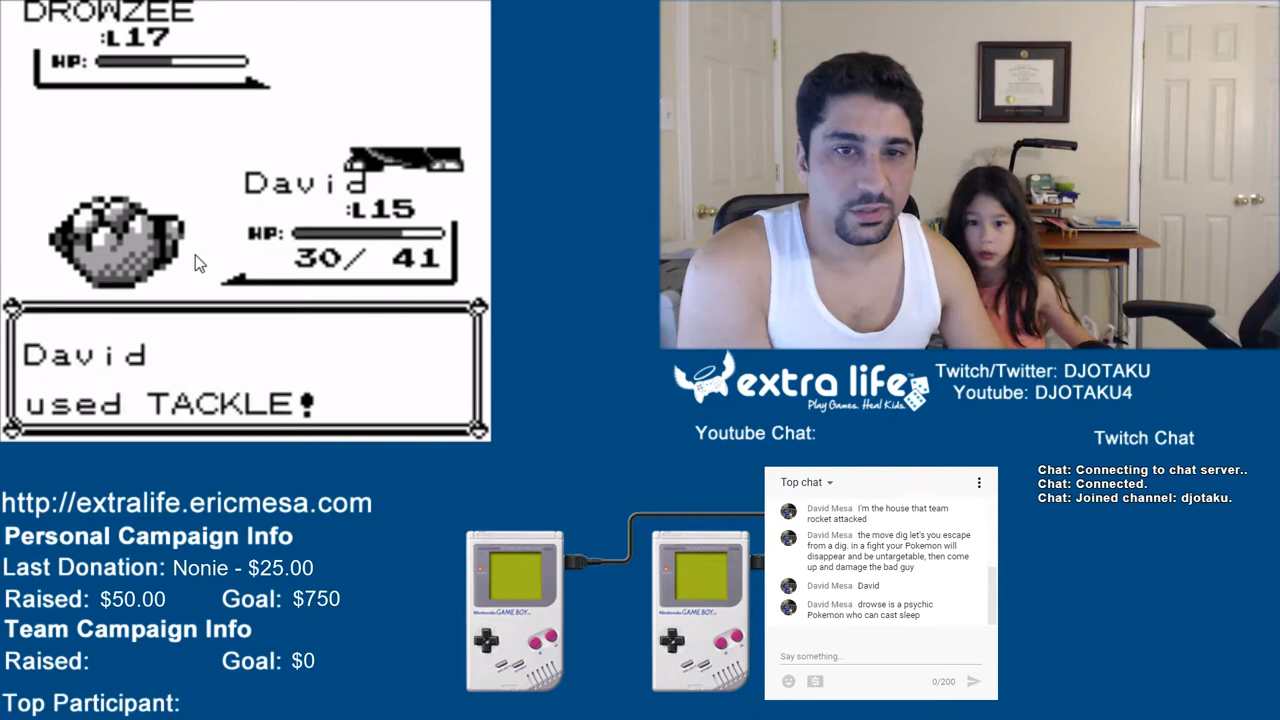 DROWZEE
:L17
HP:
David
:L15
HP:
30/ 41
David
used TACKLE!
extra life
Play Games. Heal Kids.
Twitch/Twitter: DJOTAKU
Youtube: DJOTAKU4
Youtube Chat:
Twitch Chat
Chat: Connecting to chat server..
Chat: Connected.
Chat: Joined channel: djotaku.
http://extralife.ericmesa.com
Personal Campaign Info
Last Donation: Nonie - $25.00
Raised: $50.00 Goal: $750
Team Campaign Info
Raised: Goal: $0
Top Participant:
Nintendo GAME BOY
Nintendo GAME BOY
Top chat
David Mesa I'm the house that team
rocket attacked
David Mesa the move dig let's you escape
from a dig. in a fight your Pokemon will
disappear and be untargetable, then come
up and damage the bad guy
David Mesa David
David Mesa drowse is a psychic
Pokemon who can cast sleep
Say something...
0/200